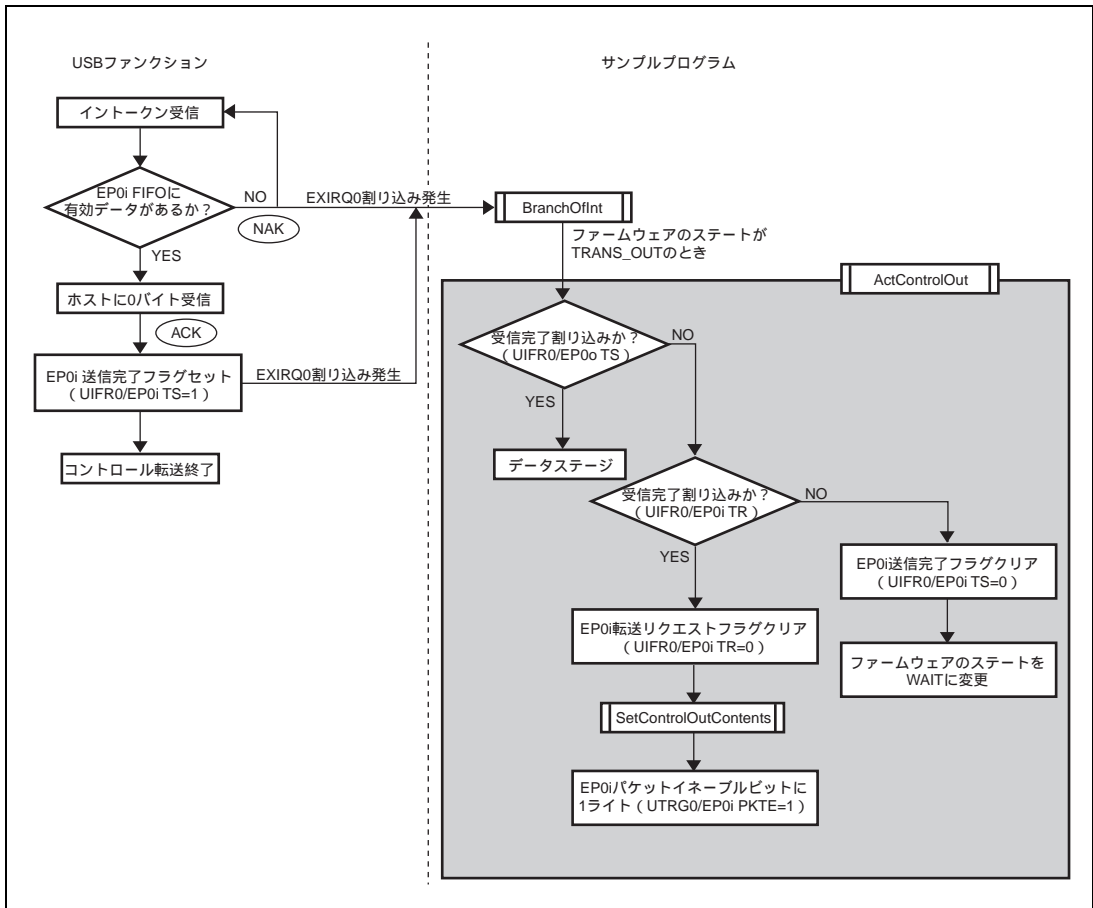 USBファンクション
サンプルプログラム
イントークン受信
EP0i FIFOに
有効データがあるか？
NO
NAK
EXIRQ0割り込み発生
YES
ホストに0バイト受信
ACK
EP0i 送信完了フラグセット
（UIFR0/EP0i TS=1）
EXIRQ0割り込み発生
コントロール転送終了
BranchOfInt
ファームウェアのステートが
TRANS_OUTのとき
ActControlOut
受信完了割り込みか？
（UIFR0/EP0o TS）
NO
YES
データステージ
受信完了割り込みか？
（UIFR0/EP0i TR）
NO
YES
EP0i転送リクエストフラグクリア
（UIFR0/EP0i TR=0）
SetControlOutContents
EP0iパケットイネーブルビットに
1ライト（UTRG0/EP0i PKTE=1）
EP0i送信完了フラグクリア
（UIFR0/EP0i TS=0）
ファームウェアのステートを
WAITに変更